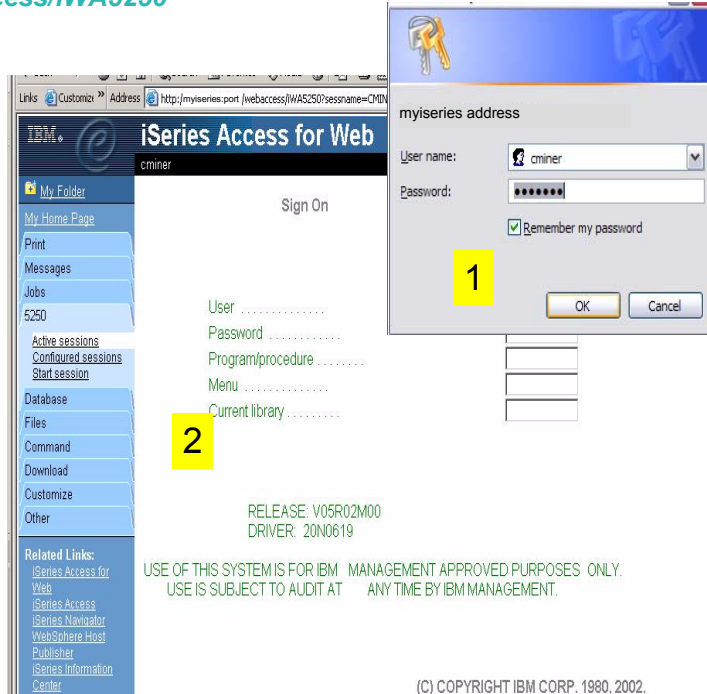 cess/iWA5250
Links Customize » Address http:/myiseries:port /webaccess/iWA5250?sessname=CMIN
IBM. iSeries Access for Web
cminer
My Folder
My Home Page
Print
Messages
Jobs
5250
Active sessions
Configured sessions
Start session
Database
Files
Command
Download
Customize
Other
Related Links:
iSeries Access for
Web
iSeries Access
iSeries Navigator
WebSphere Host
Publisher
iSeries Information
Center
Sign On
User . . . . . . . . . . . . . .
Password . . . . . . . . . . . .
Program/procedure . . . . . . . .
Menu . . . . . . . . . . . . . .
Current library . . . . . . . . .
2
RELEASE: V05R02M00
DRIVER: 20N0619
USE OF THIS SYSTEM IS FOR IBM MANAGEMENT APPROVED PURPOSES ONLY.
USE IS SUBJECT TO AUDIT AT ANY TIME BY IBM MANAGEMENT.
(C) COPYRIGHT IBM CORP. 1980, 2002.
myiseries address
User name: cminer
Password: •••••••
Remember my password
1
OK Cancel